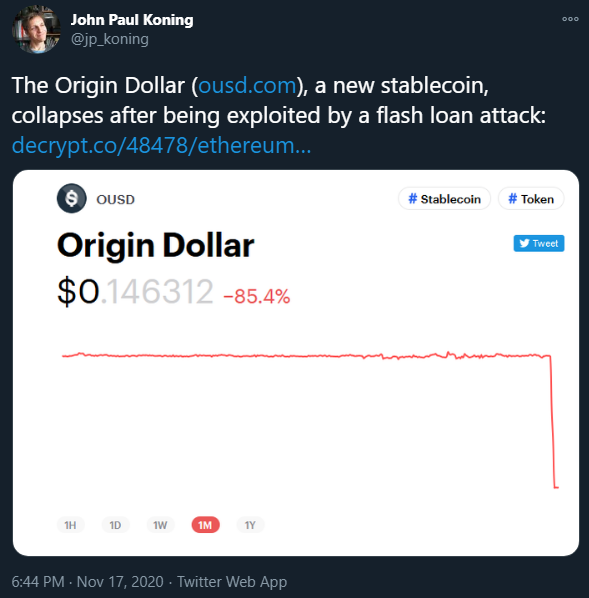 John Paul Koning
@jp_koning
The Origin Dollar (ousd.com), a new stablecoin,
collapses after being exploited by a flash loan attack:
decrypt.co/48478/ethereum...
OUSD
# Stablecoin
# Token
Origin Dollar
Tweet
$0.146312 -85.4%
1H 1D 1W 1M 1Y
6:44 PM · Nov 17, 2020 · Twitter Web App